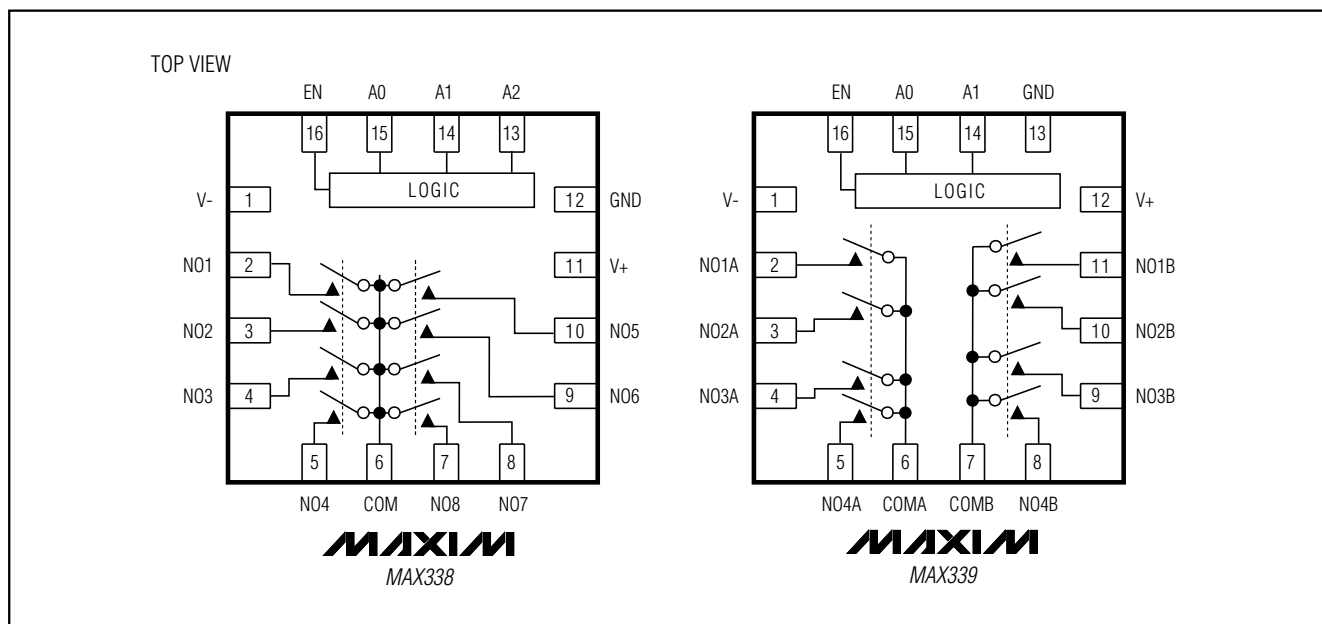 TOP VIEW
EN A0 A1 A2
16 15 14 13
LOGIC
V- 1 12 GND
NO1 2 11 V+
NO2 3 10 NO5
NO3 4 9 NO6
5 6 7 8
NO4 COM NO8 NO7
MAXIM
MAX338
EN A0 A1 GND
16 15 14 13
LOGIC
V- 1 12 V+
NO1A 2 11 NO1B
NO2A 3 10 NO2B
NO3A 4 9 NO3B
5 6 7 8
NO4A COMA COMB NO4B
MAXIM
MAX339